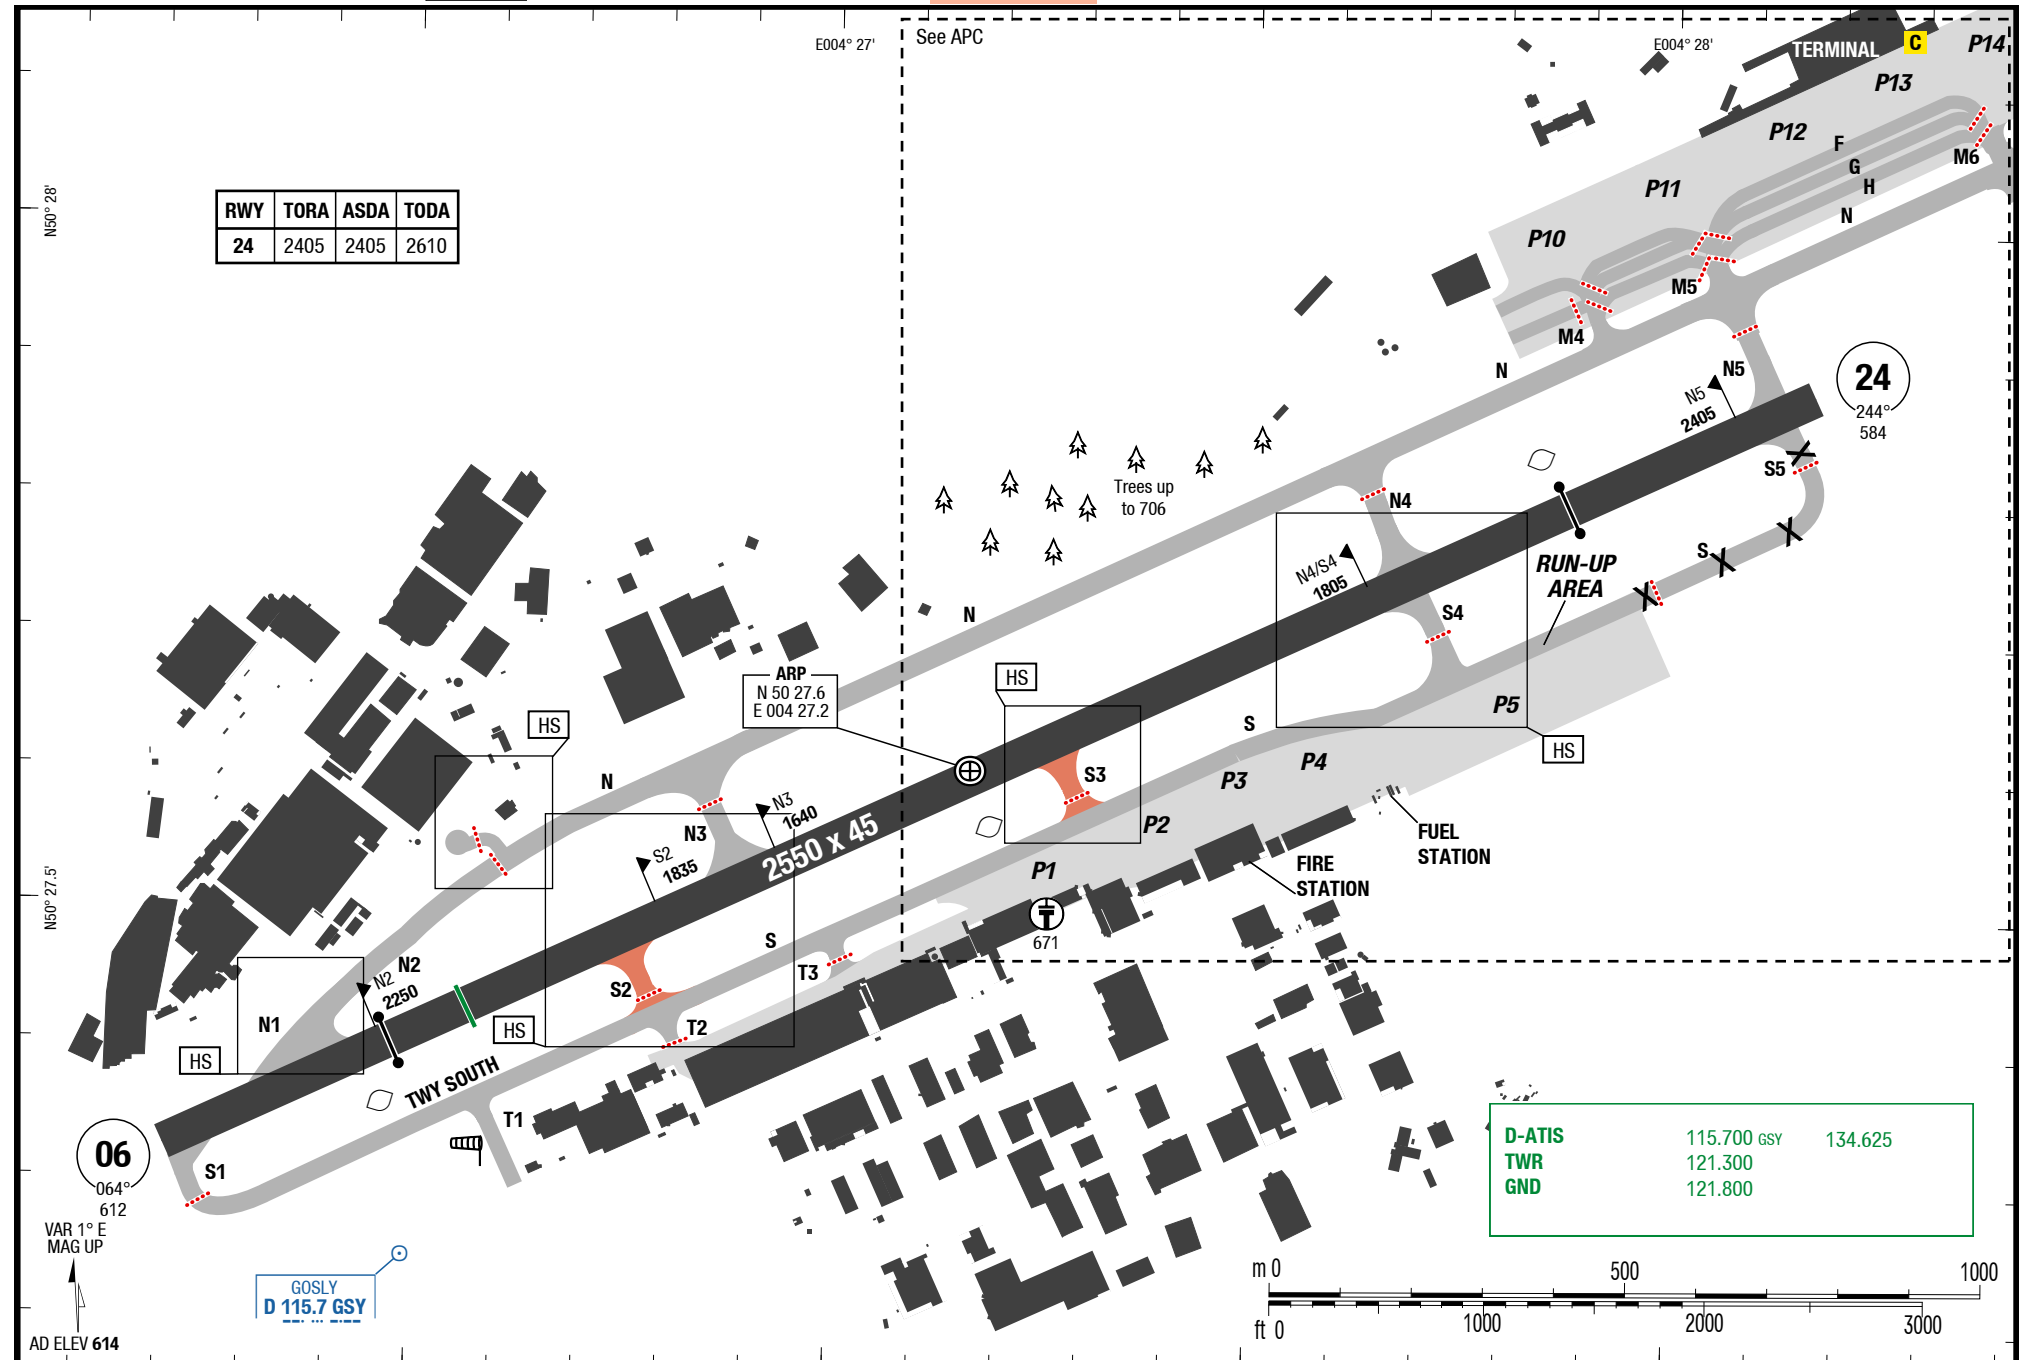 E004° 27'
See APC
E004° 28'
TERMINAL
C
P14
P13
P12
P11
P10
F
G
H
N
M6
M5
M4
N50° 28'
RWY TORA ASDA TODA
24 2405 2405 2610
N
N5
N5
2405
24
244°
584
S5
S
Trees up
to 706
N4
N4/S4
1805
RUN-UP
AREA
S4
N
ARP
N 50 27.6
E 004 27.2
HS
HS
S
P5
HS
P4
P3
S3
N
N3
N3
1640
2550 x 45
P2
FUEL
STATION
FIRE
STATION
P1
S2
1835
N50° 27.5'
671
S
T3
N2
N2
2250
N1
S2
HS
T2
HS
TWY SOUTH
T1
06
064°
612
S1
D-ATIS 115.700 GSY 134.625
TWR 121.300
GND 121.800
VAR 1° E
MAG UP
GOSLY
D 115.7 GSY
AD ELEV 614
m 0 500 1000
ft 0 1000 2000 3000